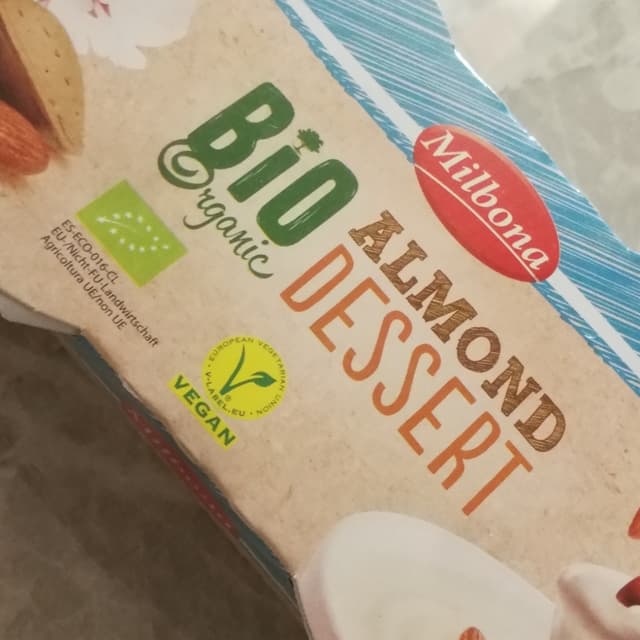 BIO
Organic
Milbona
ALMOND
DESSERT
ES-ECO-016-CL
EU-/Nicht-EU-Landwirtschaft
Agricultura UE/non UE
EUROPEAN VEGETARIAN UNION
V
LABEL.EU
VEGAN